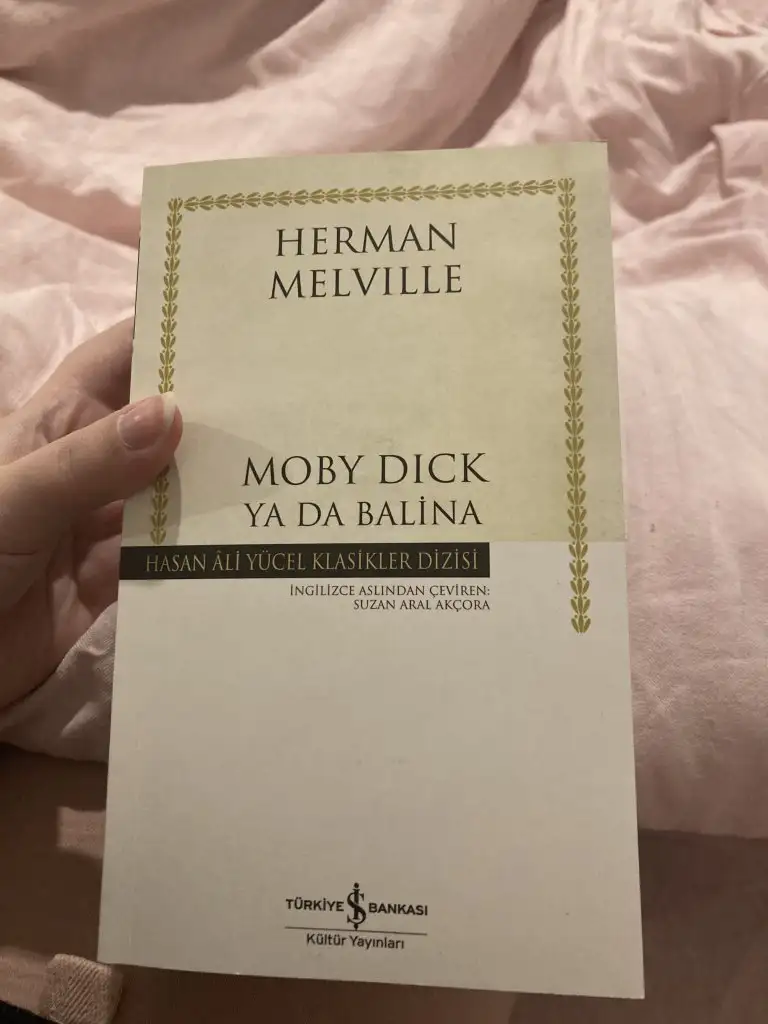 HERMAN
MELVILLE
MOBY DICK
YA DA BALİNA
HASAN ÂLİ YÜCEL KLASİKLER DİZİSİ
İNGİLİZCE ASLINDAN ÇEVİREN:
SUZAN ARAL AKÇORA
TÜRKİYE İŞ BANKASI
Kültür Yayınları